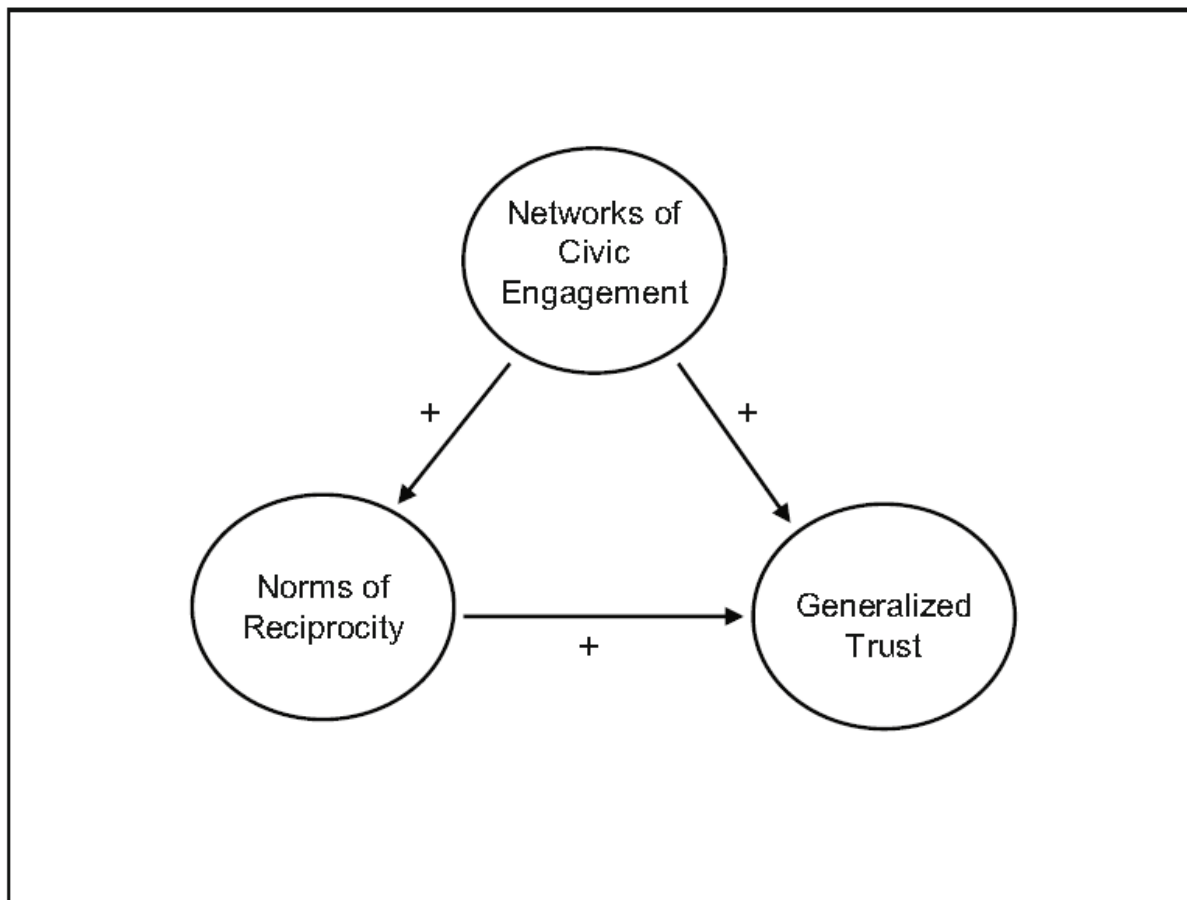 Networks of
Civic
Engagement
+
+
Norms of
Reciprocity
+
Generalized
Trust